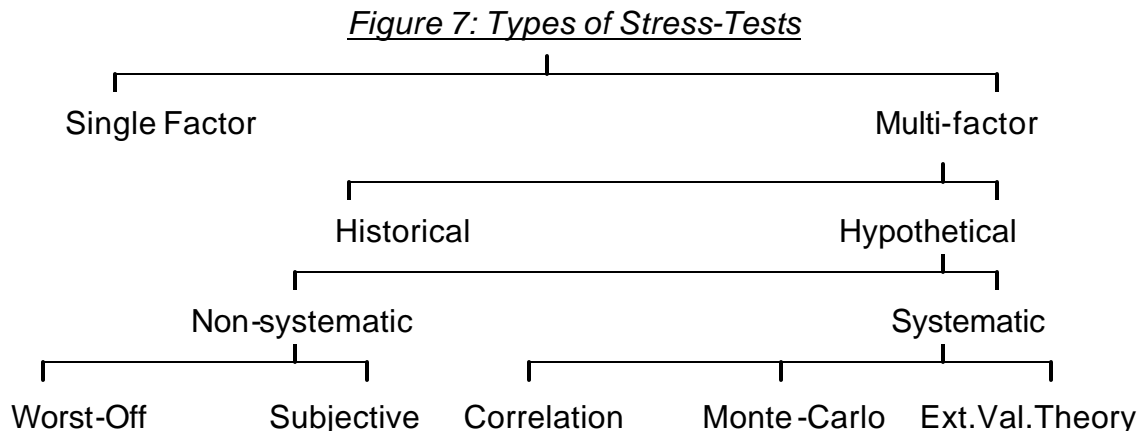 Figure 7: Types of Stress-Tests
Single Factor Multi-factor
Historical Hypothetical
Non-systematic Systematic
Worst-Off Subjective Correlation Monte-Carlo Ext.Val.Theory